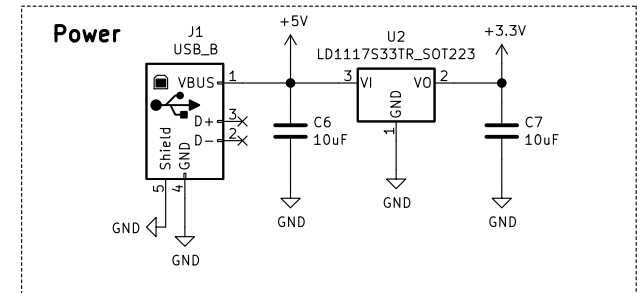 Power
J1
USB_B
+5V
U2
LD1117S33TR_SOT223
+3.3V
VBUS 1
3 VI VO 2
GND
1
D+ 3
D- 2
Shield
GND
5
4
C6
10uF
C7
10uF
GND
GND
GND
GND
GND